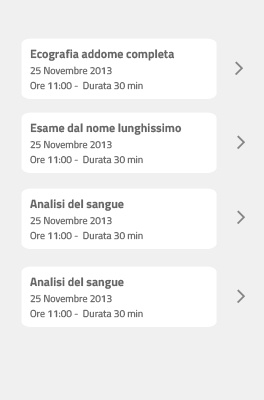 Ecografia addome completa
25 Novembre 2013
Ore 11:00 - Durata 30 min
Esame dal nome lunghissimo
25 Novembre 2013
Ore 11:00 - Durata 30 min
Analisi del sangue
25 Novembre 2013
Ore 11:00 - Durata 30 min
Analisi del sangue
25 Novembre 2013
Ore 11:00 - Durata 30 min